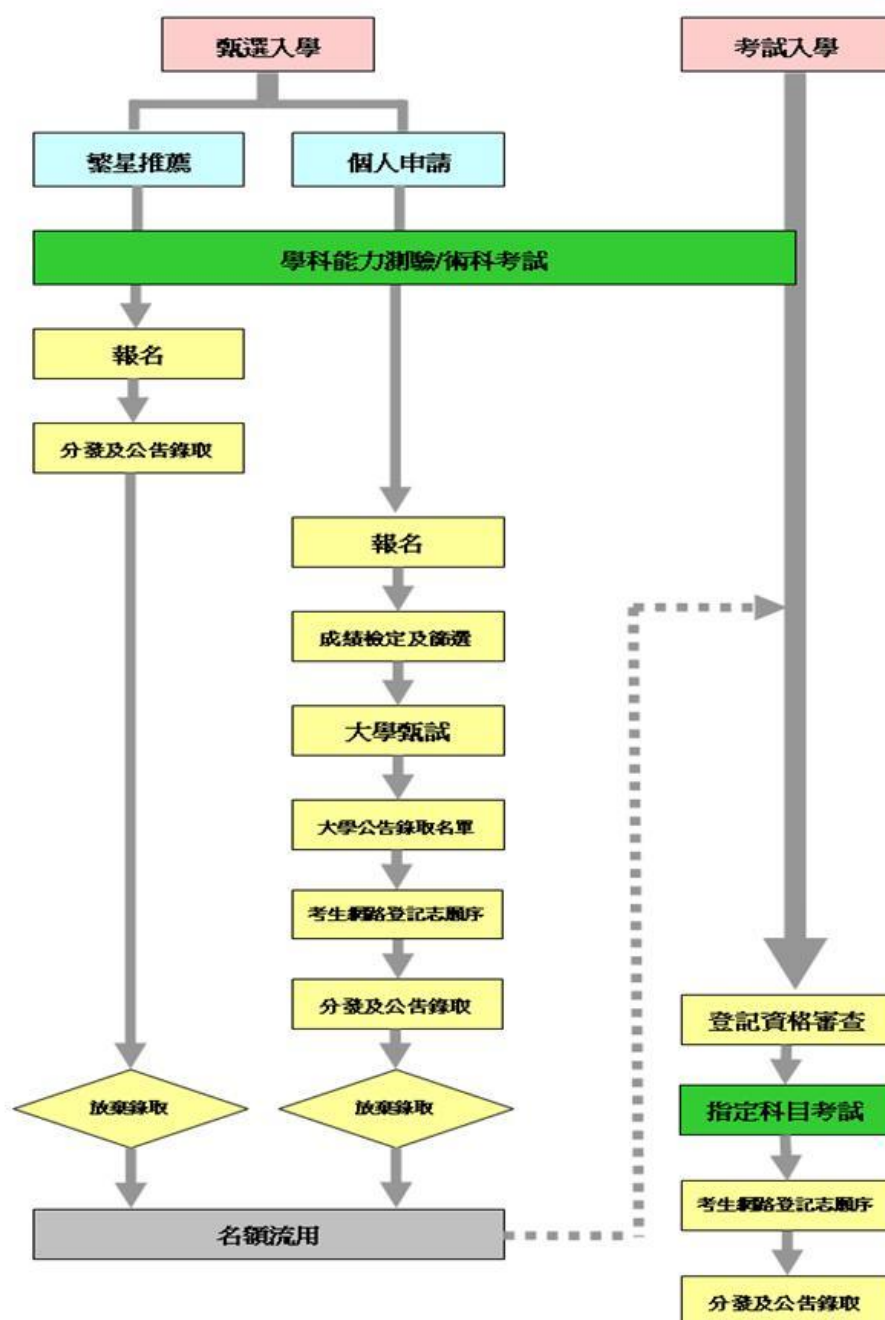 甄選入學
考試入學
繁星推薦
個人申請
學科能力測驗/術科考試
報名
分發及公告錄取
報名
成績檢定及篩選
大學甄試
大學公告錄取名單
考生網路登記志願序
分發及公告錄取
放棄錄取
放棄錄取
名額流用
登記資格審查
指定科目考試
考生網路登記志願序
分發及公告錄取